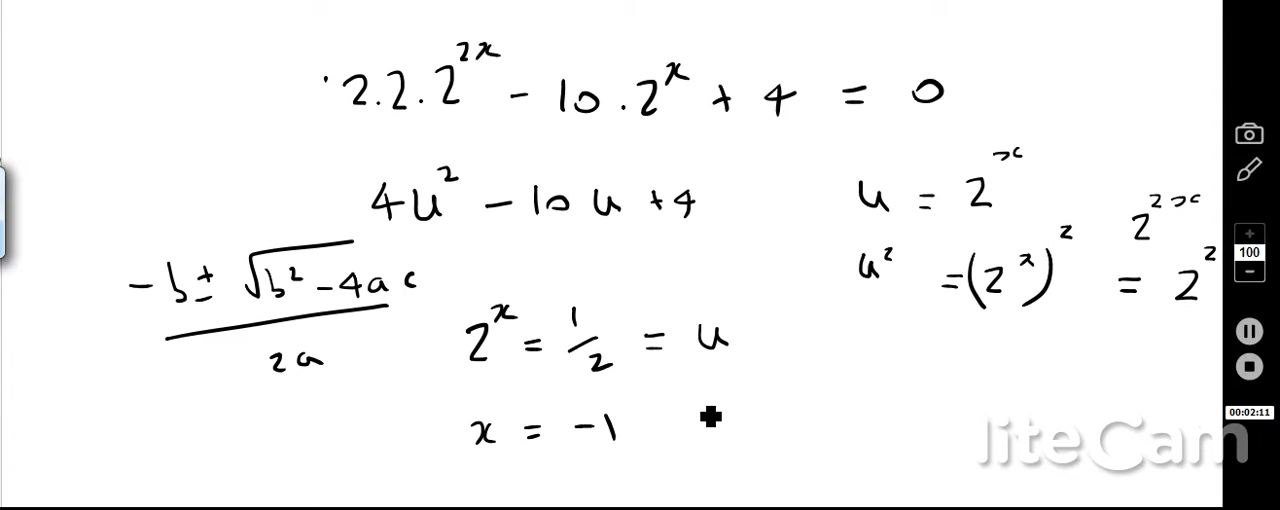 2.2.2^{2x} - 10.2^x + 4 = 0
4u^2 - 10u + 4
u = 2^x
2^{2x}
u^2 = (2^x)^2 = 2^2
-b ± √(b^2 - 4ac)
2a
2^x = 1/2 = u
x = -1
100
00:02:11
liteCam